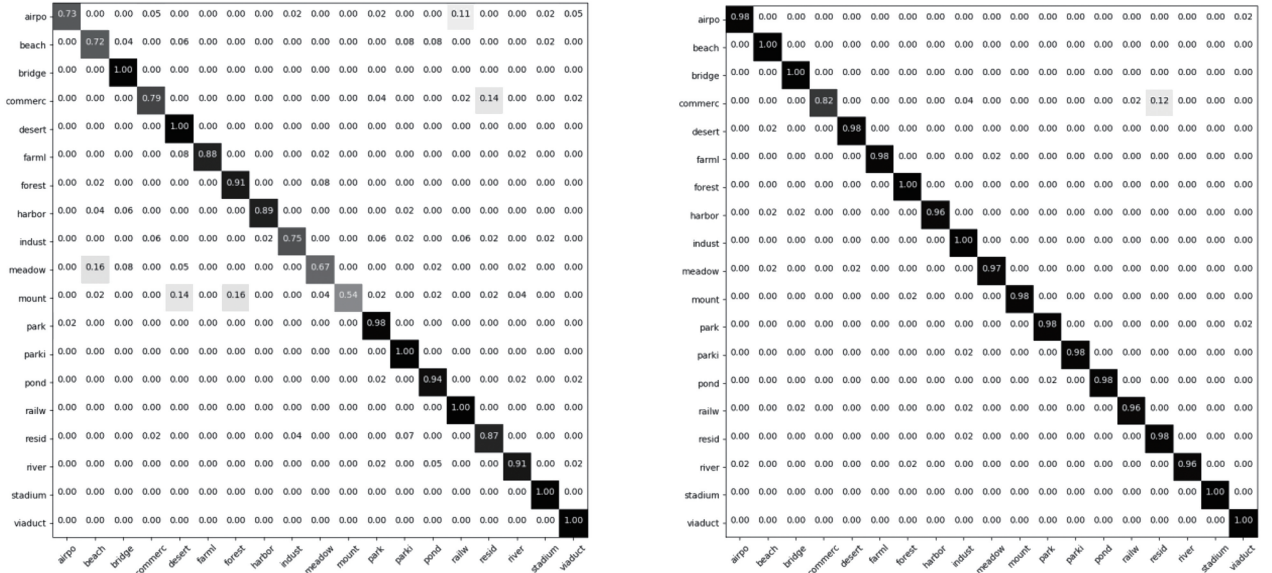 airpo 0.73 0.00 0.00 0.05 0.00 0.00 0.02 0.00 0.00 0.00 0.00 0.02 0.00 0.00 0.11 0.00 0.00 0.02 0.05
beach 0.00 0.72 0.04 0.00 0.06 0.00 0.00 0.00 0.00 0.00 0.00 0.00 0.08 0.08 0.00 0.00 0.00 0.02 0.00
bridge 0.00 0.00 1.00 0.00 0.00 0.00 0.00 0.00 0.00 0.00 0.00 0.00 0.00 0.00 0.00 0.00 0.00 0.00 0.00
commerc 0.00 0.00 0.00 0.79 0.00 0.00 0.00 0.00 0.00 0.00 0.00 0.04 0.00 0.00 0.02 0.14 0.00 0.00 0.02
desert 0.00 0.00 0.00 0.00 1.00 0.00 0.00 0.00 0.00 0.00 0.00 0.00 0.00 0.00 0.00 0.00 0.00 0.00 0.00
farml 0.00 0.00 0.00 0.00 0.08 0.88 0.00 0.00 0.00 0.02 0.00 0.00 0.00 0.00 0.00 0.00 0.02 0.00 0.00
forest 0.00 0.02 0.00 0.00 0.00 0.00 0.91 0.00 0.00 0.08 0.00 0.00 0.00 0.00 0.00 0.00 0.00 0.00 0.00
harbor 0.00 0.04 0.06 0.00 0.00 0.00 0.00 0.89 0.00 0.00 0.00 0.00 0.02 0.00 0.00 0.00 0.00 0.00 0.00
indust 0.00 0.00 0.00 0.06 0.00 0.00 0.00 0.02 0.75 0.00 0.00 0.06 0.02 0.00 0.06 0.02 0.00 0.02 0.00
meadow 0.00 0.16 0.08 0.00 0.05 0.00 0.00 0.00 0.00 0.67 0.00 0.00 0.00 0.02 0.00 0.00 0.02 0.00 0.00
mount 0.00 0.02 0.00 0.00 0.14 0.00 0.16 0.00 0.00 0.04 0.54 0.02 0.00 0.02 0.00 0.02 0.04 0.00 0.00
park 0.02 0.00 0.00 0.00 0.00 0.00 0.00 0.00 0.00 0.00 0.00 0.98 0.00 0.00 0.00 0.00 0.00 0.00 0.00
parki 0.00 0.00 0.00 0.00 0.00 0.00 0.00 0.00 0.00 0.00 0.00 0.00 1.00 0.00 0.00 0.00 0.00 0.00 0.00
pond 0.00 0.00 0.00 0.00 0.00 0.00 0.00 0.00 0.00 0.00 0.00 0.02 0.00 0.94 0.00 0.00 0.02 0.00 0.02
railw 0.00 0.00 0.00 0.00 0.00 0.00 0.00 0.00 0.00 0.00 0.00 0.00 0.00 0.00 1.00 0.00 0.00 0.00 0.00
resid 0.00 0.00 0.00 0.02 0.00 0.00 0.00 0.00 0.04 0.00 0.00 0.00 0.07 0.00 0.00 0.87 0.00 0.00 0.00
river 0.00 0.00 0.00 0.00 0.00 0.00 0.00 0.00 0.00 0.00 0.00 0.02 0.00 0.05 0.00 0.00 0.91 0.00 0.02
stadium 0.00 0.00 0.00 0.00 0.00 0.00 0.00 0.00 0.00 0.00 0.00 0.00 0.00 0.00 0.00 0.00 0.00 1.00 0.00
viaduct 0.00 0.00 0.00 0.00 0.00 0.00 0.00 0.00 0.00 0.00 0.00 0.00 0.00 0.00 0.00 0.00 0.00 0.00 1.00
airpo beach bridge ommerc desert farml forest harbor indust meadow mount park parki pond railw resid river stadium viaduct
airpo 0.98 0.00 0.00 0.00 0.00 0.00 0.00 0.00 0.00 0.00 0.00 0.00 0.00 0.00 0.00 0.00 0.00 0.00 0.02
beach 0.00 1.00 0.00 0.00 0.00 0.00 0.00 0.00 0.00 0.00 0.00 0.00 0.00 0.00 0.00 0.00 0.00 0.00 0.00
bridge 0.00 0.00 1.00 0.00 0.00 0.00 0.00 0.00 0.00 0.00 0.00 0.00 0.00 0.00 0.00 0.00 0.00 0.00 0.00
commerc 0.00 0.00 0.00 0.82 0.00 0.00 0.00 0.00 0.04 0.00 0.00 0.00 0.00 0.00 0.02 0.12 0.00 0.00 0.00
desert 0.00 0.02 0.00 0.00 0.98 0.00 0.00 0.00 0.00 0.00 0.00 0.00 0.00 0.00 0.00 0.00 0.00 0.00 0.00
farml 0.00 0.00 0.00 0.00 0.00 0.98 0.00 0.00 0.00 0.02 0.00 0.00 0.00 0.00 0.00 0.00 0.00 0.00 0.00
forest 0.00 0.00 0.00 0.00 0.00 0.00 1.00 0.00 0.00 0.00 0.00 0.00 0.00 0.00 0.00 0.00 0.00 0.00 0.00
harbor 0.00 0.02 0.02 0.00 0.00 0.00 0.00 0.96 0.00 0.00 0.00 0.00 0.00 0.00 0.00 0.00 0.00 0.00 0.00
indust 0.00 0.00 0.00 0.00 0.00 0.00 0.00 0.00 1.00 0.00 0.00 0.00 0.00 0.00 0.00 0.00 0.00 0.00 0.00
meadow 0.00 0.02 0.00 0.00 0.02 0.00 0.00 0.00 0.00 0.97 0.00 0.00 0.00 0.00 0.00 0.00 0.00 0.00 0.00
mount 0.00 0.00 0.00 0.00 0.00 0.00 0.02 0.00 0.00 0.00 0.98 0.00 0.00 0.00 0.00 0.00 0.00 0.00 0.00
park 0.00 0.00 0.00 0.00 0.00 0.00 0.00 0.00 0.00 0.00 0.00 0.98 0.00 0.00 0.00 0.00 0.00 0.00 0.02
parki 0.00 0.00 0.00 0.00 0.00 0.00 0.00 0.00 0.02 0.00 0.00 0.00 0.98 0.00 0.00 0.00 0.00 0.00 0.00
pond 0.00 0.00 0.00 0.00 0.00 0.00 0.00 0.00 0.00 0.00 0.00 0.02 0.00 0.98 0.00 0.00 0.00 0.00 0.00
railw 0.00 0.00 0.02 0.00 0.00 0.00 0.00 0.00 0.02 0.00 0.00 0.00 0.00 0.00 0.96 0.00 0.00 0.00 0.00
resid 0.00 0.00 0.00 0.00 0.00 0.00 0.00 0.00 0.02 0.00 0.00 0.00 0.00 0.00 0.00 0.98 0.00 0.00 0.00
river 0.02 0.00 0.00 0.00 0.00 0.00 0.02 0.00 0.00 0.00 0.00 0.00 0.00 0.00 0.00 0.00 0.96 0.00 0.00
stadium 0.00 0.00 0.00 0.00 0.00 0.00 0.00 0.00 0.00 0.00 0.00 0.00 0.00 0.00 0.00 0.00 0.00 1.00 0.00
viaduct 0.00 0.00 0.00 0.00 0.00 0.00 0.00 0.00 0.00 0.00 0.00 0.00 0.00 0.00 0.00 0.00 0.00 0.00 1.00
airpo beach bridge ommerc desert farml forest harbor indust meadow mount park parki pond railw resid river stadium viaduct